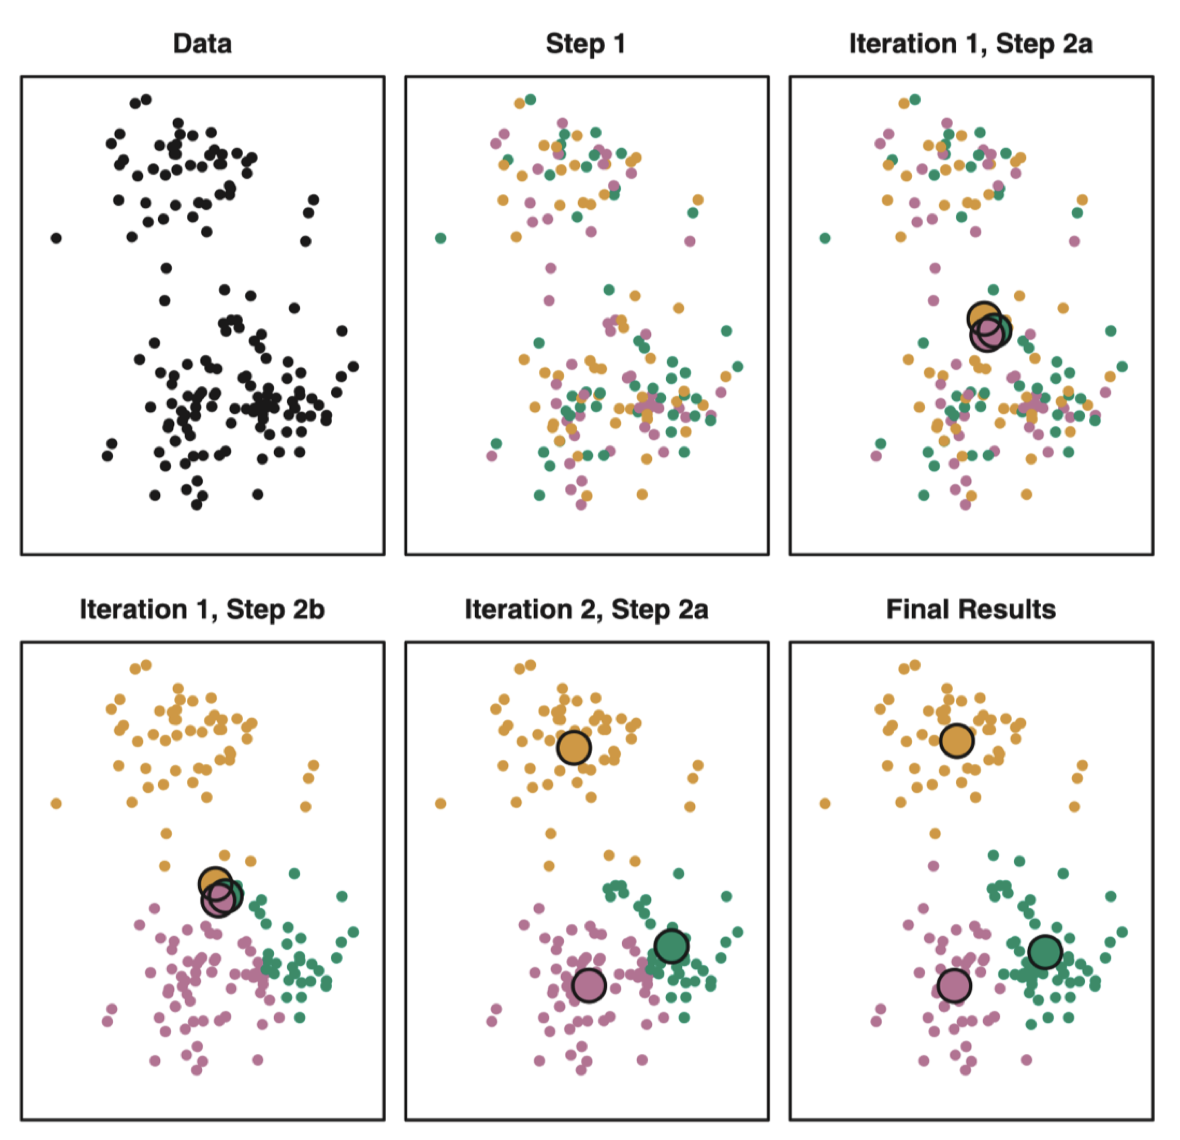 Data
Step 1
Iteration 1, Step 2a
Iteration 1, Step 2b
Iteration 2, Step 2a
Final Results